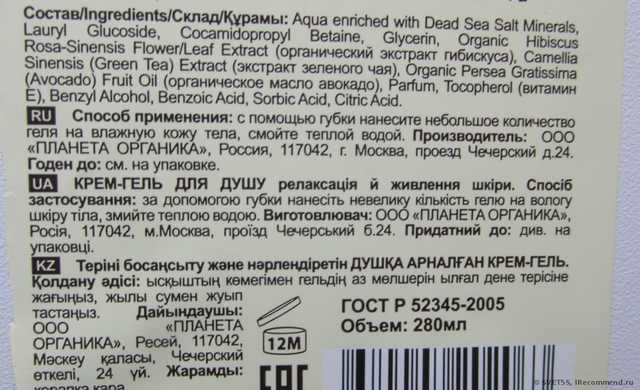 Состав/Ingredients/Склад/Құрамы: Aqua enriched with Dead Sea Salt Minerals,
Lauryl Glucoside, Cocamidopropyl Betaine, Glycerin, Organic Hibiscus
Rosa-Sinensis Flower/Leaf Extract (органический экстракт гибискуса), Camellia
Sinensis (Green Tea) Extract (экстракт зеленого чая), Organic Persea Gratissima
(Avocado) Fruit Oil (органическое масло авокадо), Parfum, Tocopherol (витамин
Е), Benzyl Alcohol, Benzoic Acid, Sorbic Acid, Citric Acid.
RU Способ применения: с помощью губки нанесите небольшое количество
геля на влажную кожу тела, смойте теплой водой. Производитель: ООО
«ПЛАНЕТА ОРГАНИКА», Россия, 117042, г. Москва, проезд Чечерский д.24.
Годен до: см. на упаковке.
UA КРЕМ-ГЕЛЬ ДЛЯ ДУШУ релаксація й живлення шкіри. Спосіб
застосування: за допомогою губки нанесіть невелику кількість гелю на вологу
шкіру тіла, змийте теплою водою. Виготовлювач: ООО «ПЛАНЕТА ОРГАНИКА»,
Росія, 117042, м.Москва, проїзд Чечерський б.24. Придатний до: див. на
упаковці.
KZ Теріні босаңсыту және нәрлендіретін ДУШҚА АРНАЛҒАН КРЕМ-ГЕЛЬ.
Қолдану әдісі: ысқыштың көмегімен гельдің аз мөлшерін ылғал дене терісіне
жағыңыз, жылы сумен жуып
тастаңыз. Дайындаушы:
ООО «ПЛАНЕТА
ОРГАНИКА», Ресей, 117042,
Мәскеу қаласы, Чечерский
өткелі, 24 үй. Жарамды:
қорапқа қара.
12M
ГОСТ Р 52345-2005
Объем: 280мл
EAC
© SVET55, IRecommend.ru